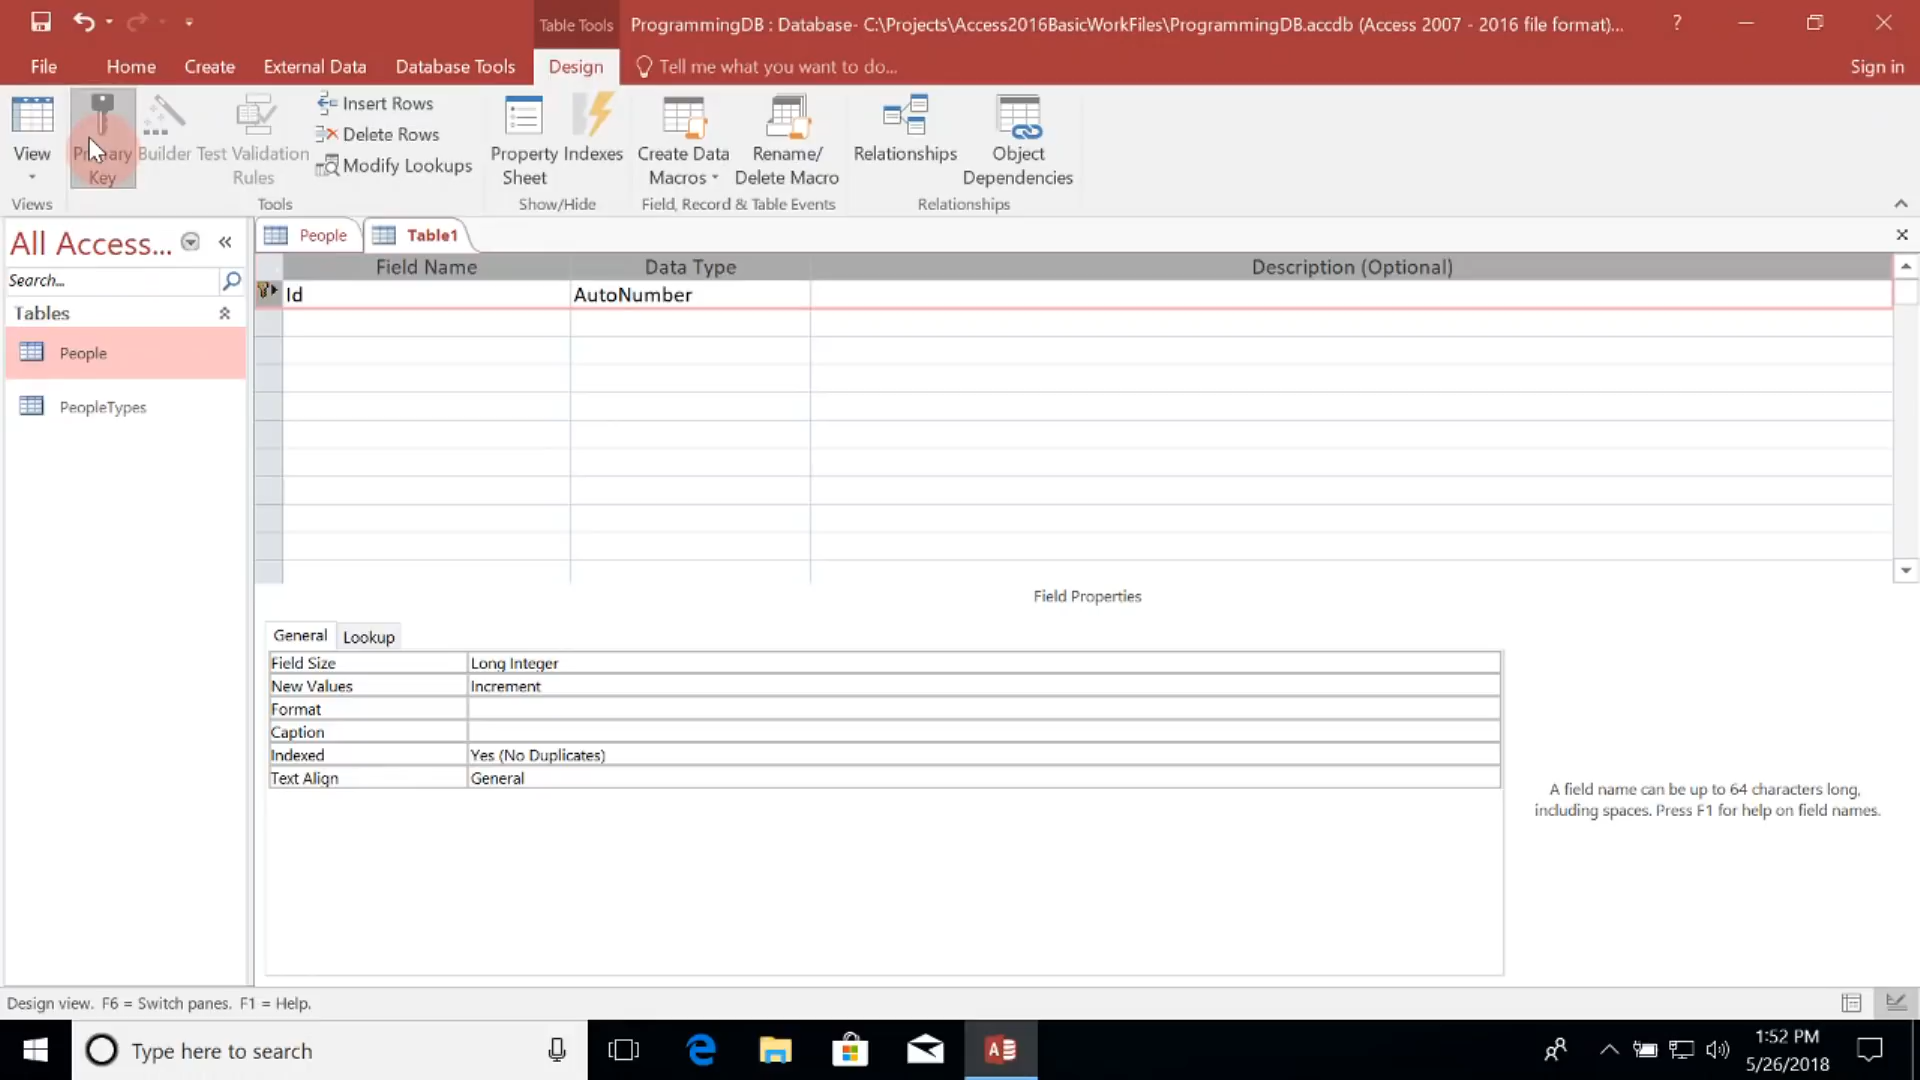 Table Tools
ProgrammingDB : Database- C:\Projects\Access2016BasicWorkFiles\ProgrammingDB.accdb (Access 2007 - 2016 file format)...
?
File Home Create External Data Database Tools Design Tell me what you want to do... Sign in
View
Primary Key
Builder
Test Validation Rules
Insert Rows
Delete Rows
Modify Lookups
Property Sheet
Indexes
Create Data Macros
Rename/ Delete Macro
Relationships
Object Dependencies
Views Tools Show/Hide Field, Record & Table Events Relationships
All Access...
«
Search...
Tables
People
PeopleTypes
People Table1
Field Name Data Type Description (Optional)
Id AutoNumber
Field Properties
General Lookup
Field Size Long Integer
New Values Increment
Format
Caption
Indexed Yes (No Duplicates)
Text Align General
A field name can be up to 64 characters long,
including spaces. Press F1 for help on field names.
Design view. F6 = Switch panes. F1 = Help.
Type here to search
1:52 PM
5/26/2018